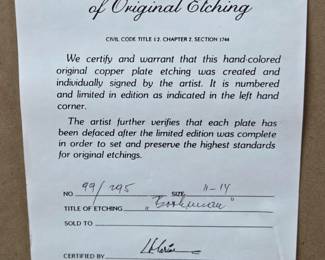 of Original Etching
CIVIL CODE TITLE 12. CHAPTER 2. SECTION 1744
We certify and warrant that this hand-colored
original copper plate etching was created and
individually signed by the artist. It is numbered
and limited in edition as indicated in the left hand
corner.
The artist further verifies that each plate has
been defaced after the limited edition was complete
in order to set and preserve the highest standards
for original etchings.
NO. 99/295 SIZE 11-14
TITLE OF ETCHING "Bookman"
SOLD TO
CERTIFIED BY